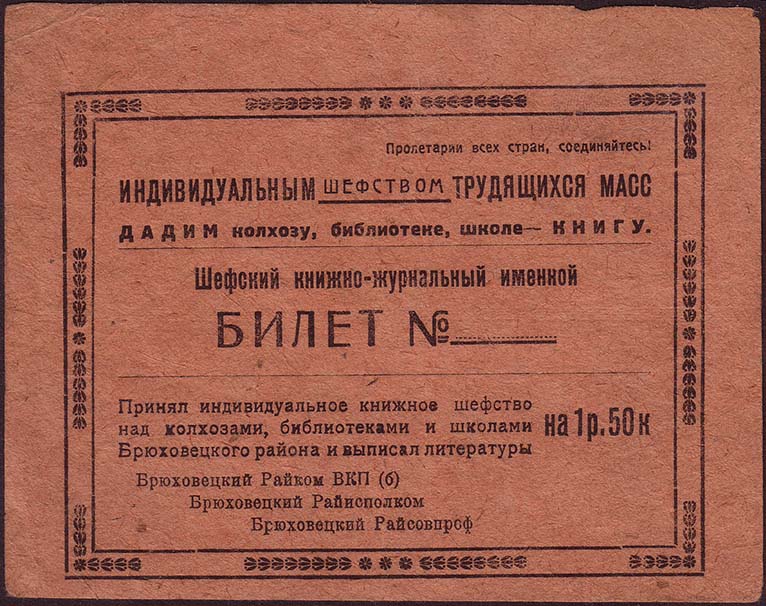 Пролетарии всех стран, соединяйтесь!
ИНДИВИДУАЛЬНЫМ ШЕФСТВОМ ТРУДЯЩИХСЯ МАСС
ДАДИМ колхозу, библиотеке, школе— КНИГУ.
Шефский книжно-журнальный именной
БИЛЕТ №
Принял индивидуальное книжное шефство
над колхозами, библиотеками и школами
Брюховецкого района и выписал литературы
на 1 р. 50 к
Брюховецкий Райком ВКП (б)
Брюховецкий Райисполком
Брюховецкий Райсовпроф